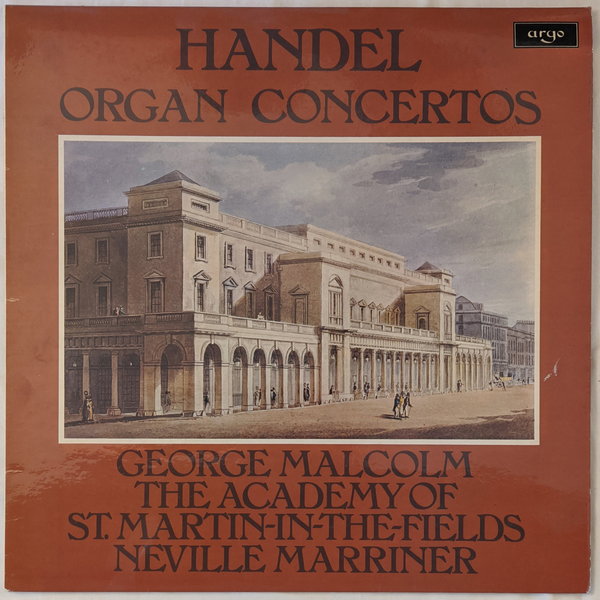 HANDEL
argo
ORGAN CONCERTOS
GEORGE MALCOLM
THE ACADEMY OF
ST. MARTIN-IN-THE-FIELDS
NEVILLE MARRINER